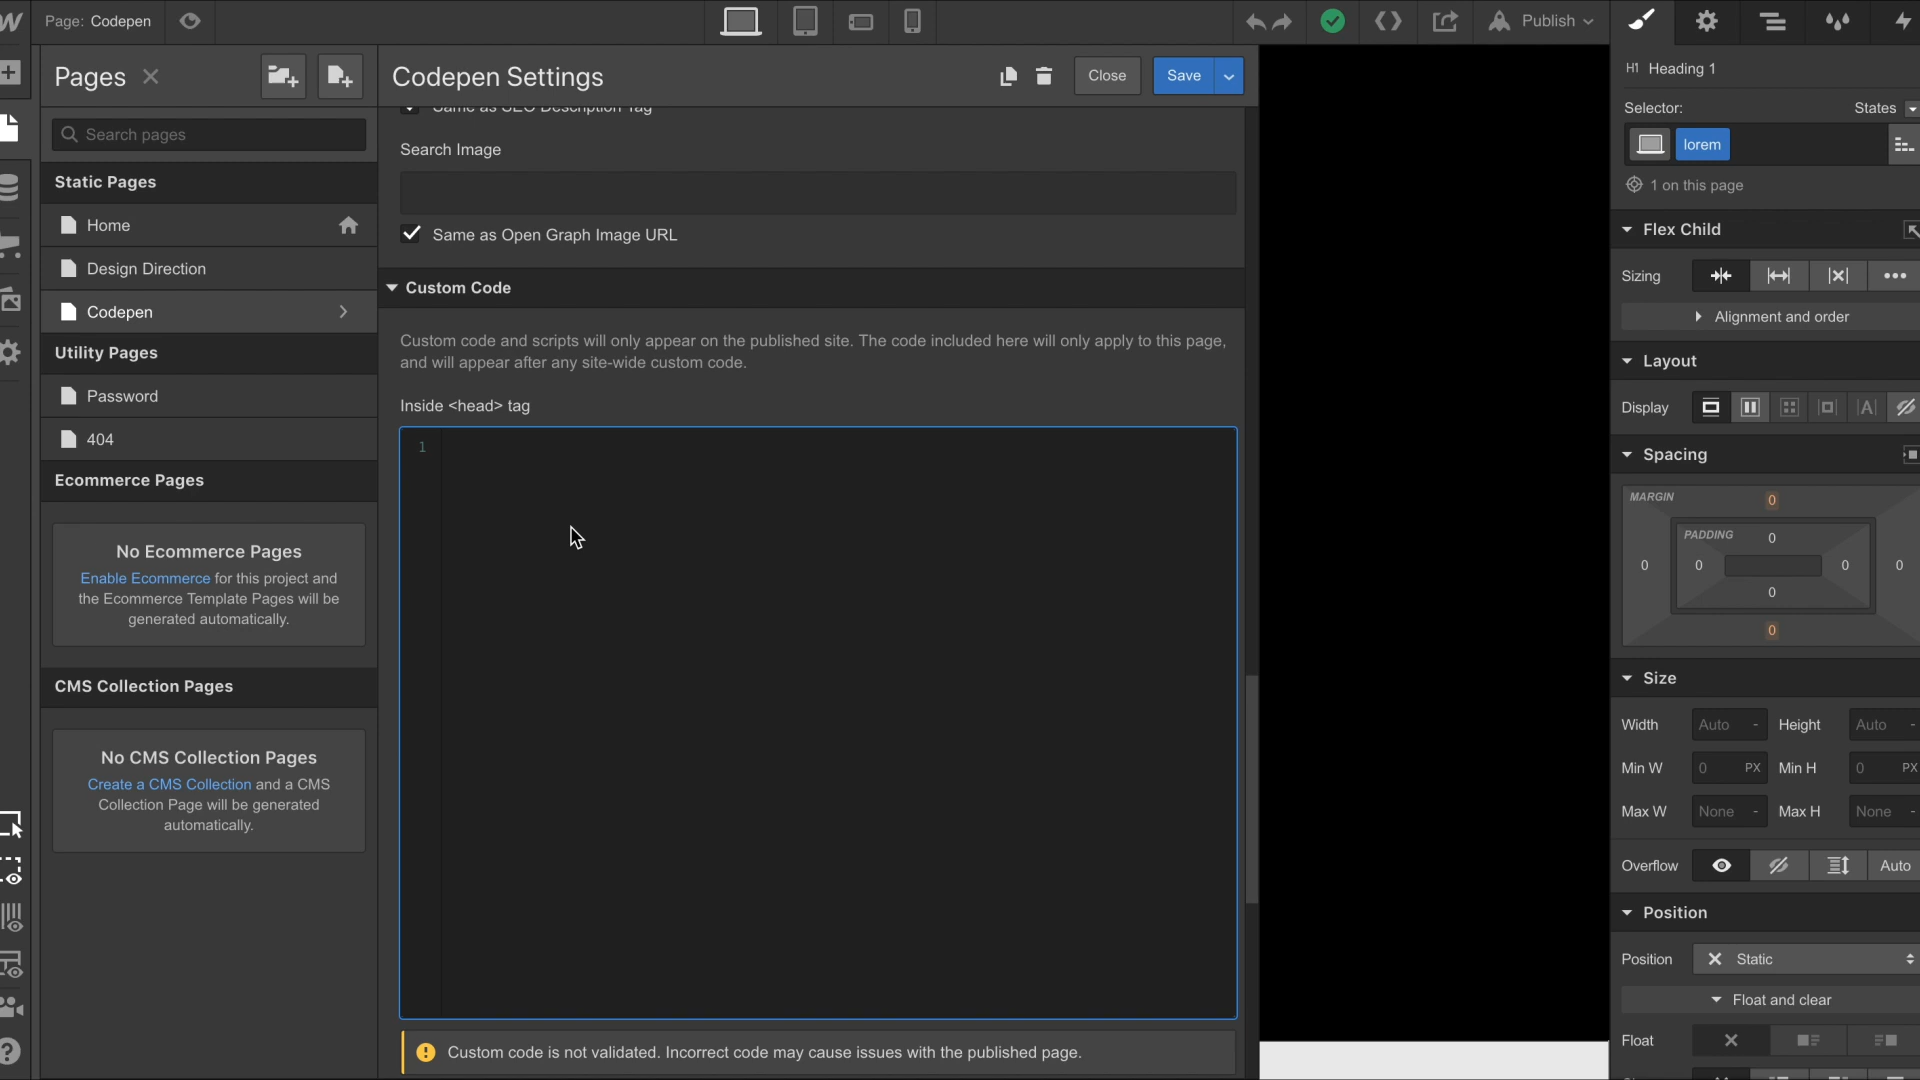 Page: Codepen
Publish
Pages
Search pages
Static Pages
Home
Design Direction
Codepen
Utility Pages
Password
404
Ecommerce Pages
No Ecommerce Pages
Enable Ecommerce for this project and
the Ecommerce Template Pages will be
generated automatically.
CMS Collection Pages
No CMS Collection Pages
Create a CMS Collection and a CMS
Collection Page will be generated
automatically.
Codepen Settings
Close
Save
Same as SEO Description Tag
Search Image
Same as Open Graph Image URL
Custom Code
Custom code and scripts will only appear on the published site. The code included here will only apply to this page,
and will appear after any site-wide custom code.
Inside <head> tag
1
Custom code is not validated. Incorrect code may cause issues with the published page.
H1 Heading 1
Selector: States
lorem
1 on this page
Flex Child
Sizing
Alignment and order
Layout
Display
Spacing
MARGIN 0
PADDING 0
0 0 0 0
0
0
Size
Width Auto - Height Auto -
Min W 0 PX Min H 0 PX
Max W None - Max H None -
Overflow Auto
Position
Position Static
Float and clear
Float